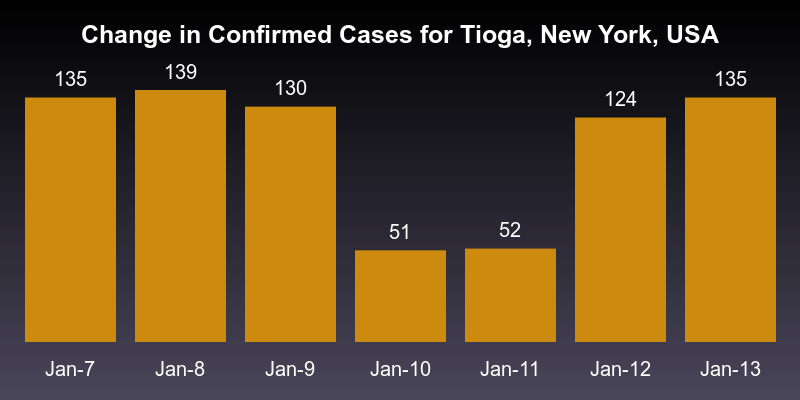 Change in Confirmed Cases for Tioga, New York, USA
135 139 130 51 52 124 135
Jan-7 Jan-8 Jan-9 Jan-10 Jan-11 Jan-12 Jan-13